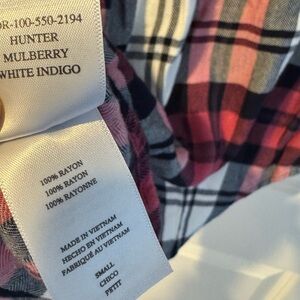 OR-100-550-2194
HUNTER
MULBERRY
WHITE INDIGO
100% RAYON
100% RAYON
100% RAYONNE
MADE IN VIETNAM
HECHO EN VIETNAM
FABRIQUÉ AU VIETNAM
SMALL
CHICO
PETIT